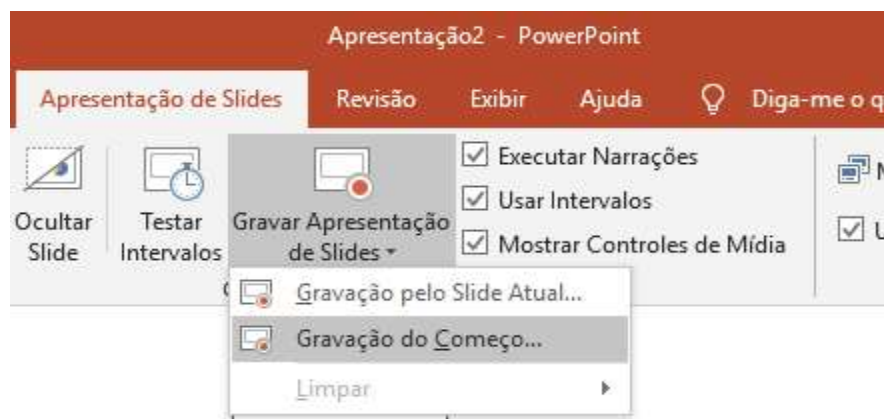 Apresentação2 - PowerPoint
Apresentação de Slides Revisão Exibir Ajuda Diga-me o q
Ocultar Slide
Testar Intervalos
Gravar Apresentação de Slides
Executar Narrações
Usar Intervalos
Mostrar Controles de Mídia
Gravação pelo Slide Atual...
Gravação do Começo...
Limpar